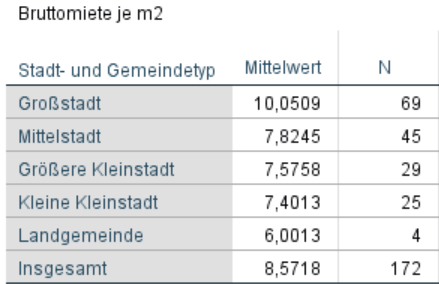 Bruttomiete je m2
Stadt- und Gemeindetyp Mittelwert N
Großstadt 10,0509 69
Mittelstadt 7,8245 45
Größere Kleinstadt 7,5758 29
Kleine Kleinstadt 7,4013 25
Landgemeinde 6,0013 4
Insgesamt 8,5718 172